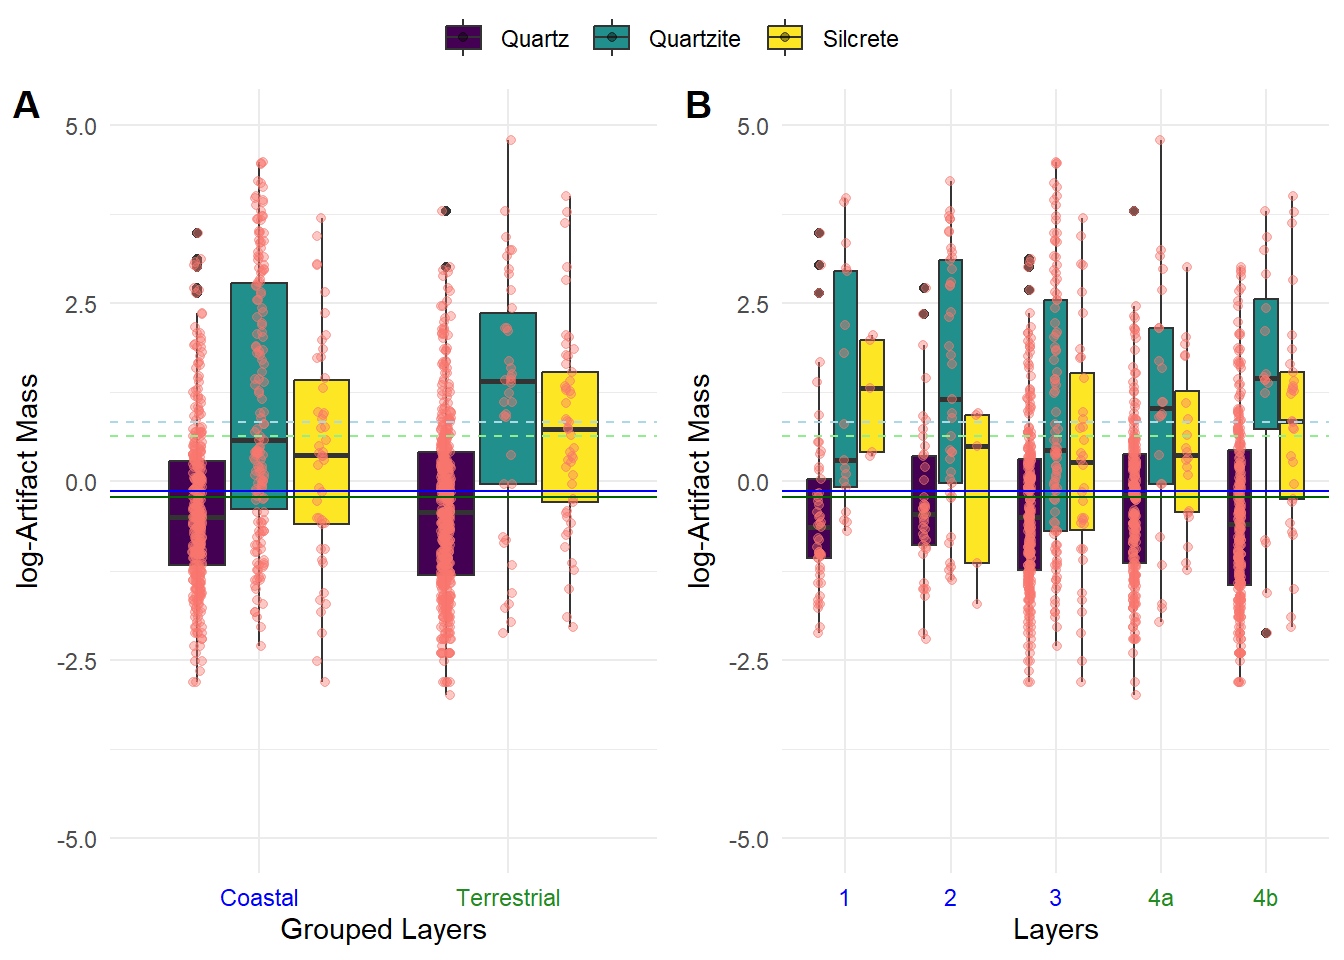 Quartz Quartzite Silcrete
A
B
5.0
2.5
0.0
-2.5
-5.0
log-Artifact Mass
Coastal Terrestrial
Grouped Layers
5.0
2.5
0.0
-2.5
-5.0
log-Artifact Mass
1 2 3 4a 4b
Layers